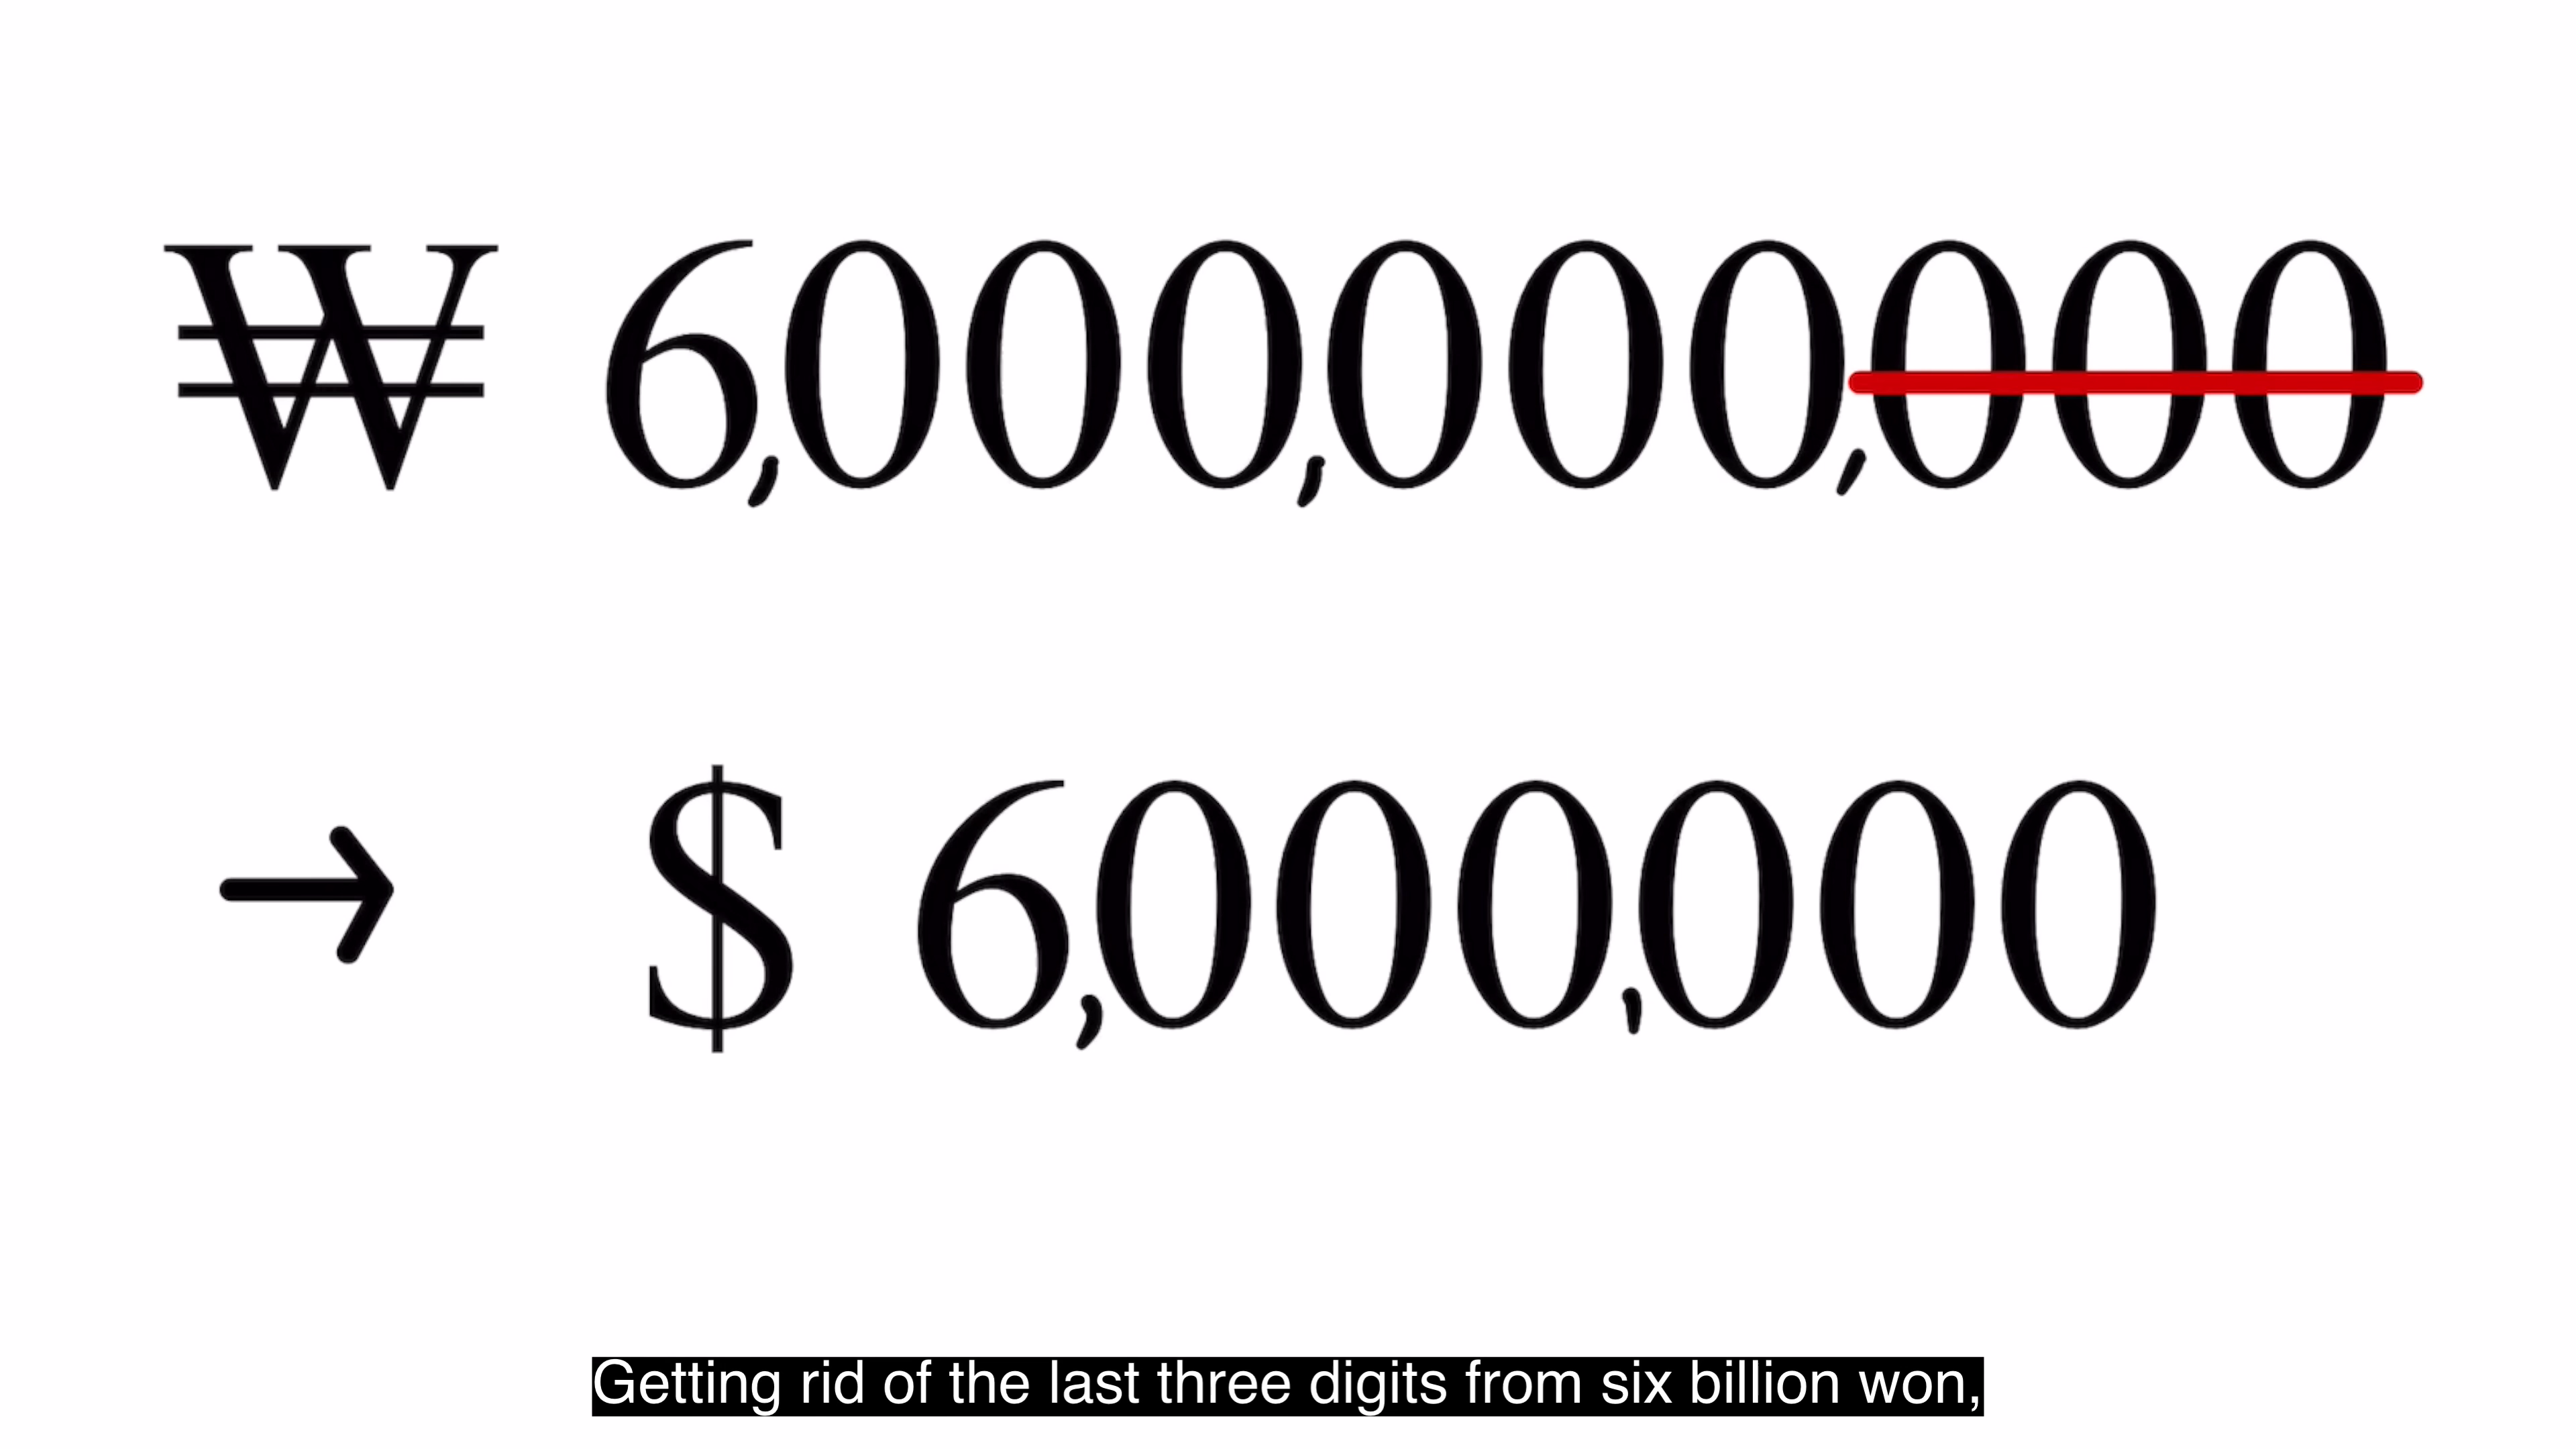 ₩ 6,000,000,000
→ $ 6,000,000
Getting rid of the last three digits from six billion won,